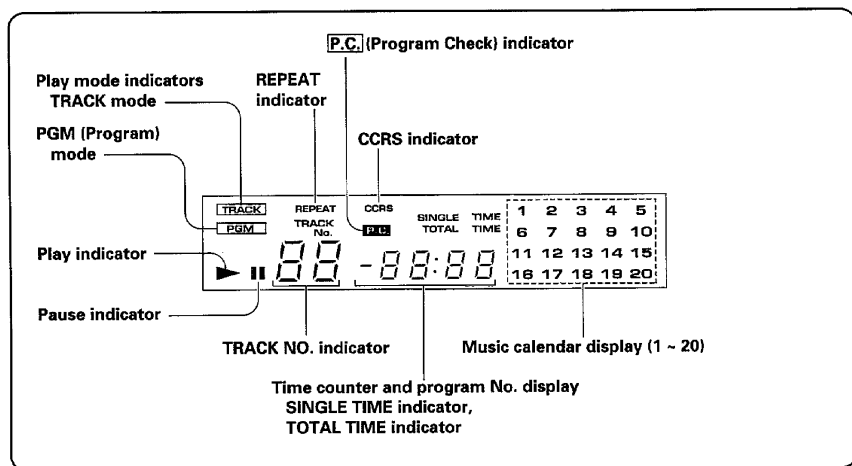 P.C. (Program Check) indicator
Play mode indicators
TRACK mode
REPEAT
indicator
PGM (Program)
mode
CCRS indicator
TRACK
REPEAT
CCRS
SINGLE TIME
1 2 3 4 5
PGM
TRACK
No.
P.C.
TOTAL TIME
6 7 8 9 10
Play indicator
88
-88:88
11 12 13 14 15
16 17 18 19 20
Pause indicator
TRACK NO. indicator
Music calendar display (1 ~ 20)
Time counter and program No. display
SINGLE TIME indicator,
TOTAL TIME indicator